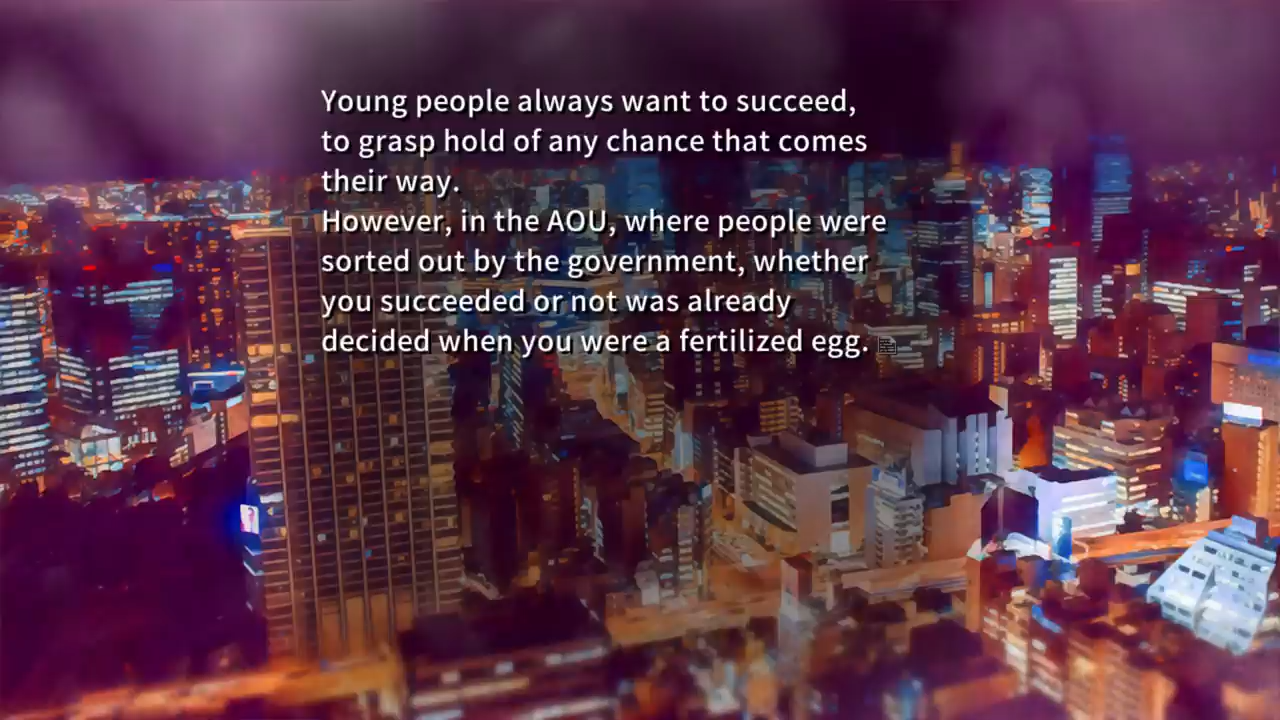 Young people always want to succeed,
to grasp hold of any chance that comes
their way.
However, in the AOU, where people were
sorted out by the government, whether
you succeeded or not was already
decided when you were a fertilized egg.